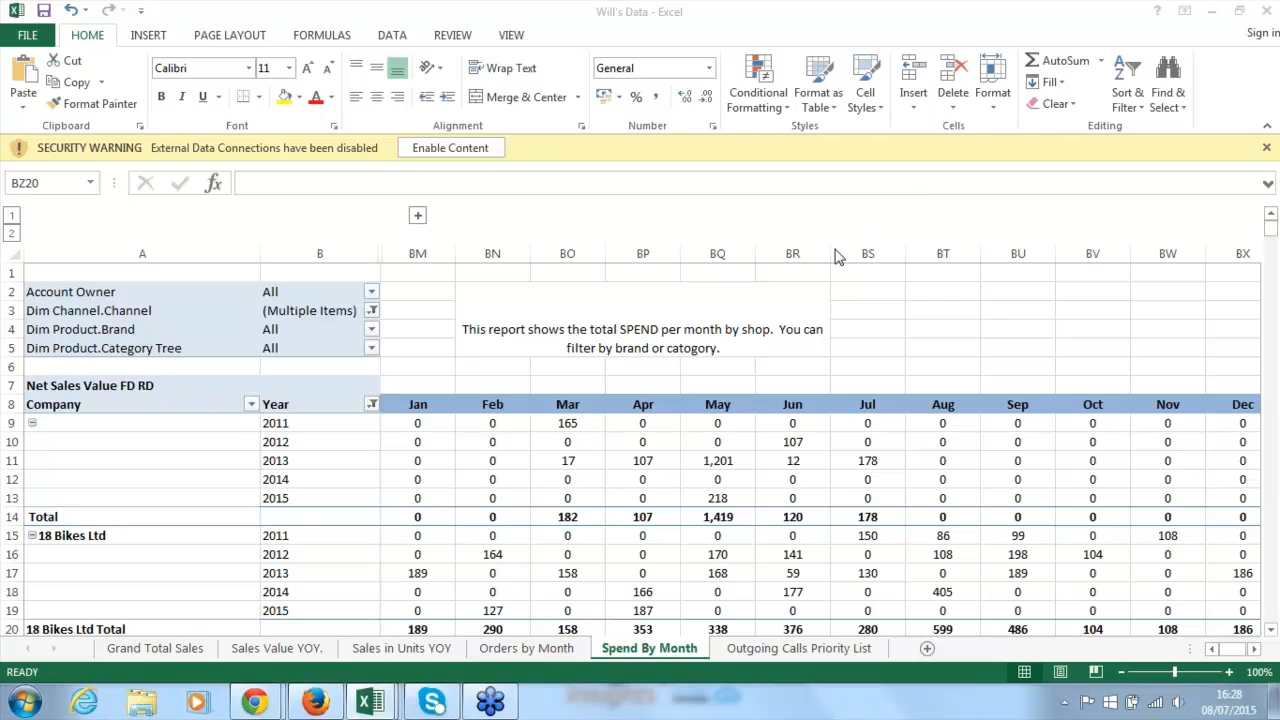 Will's Data - Excel
Sign in
FILE HOME INSERT PAGE LAYOUT FORMULAS DATA REVIEW VIEW
Paste Cut Copy Format Painter
Calibri 11
B I U A
Wrap Text
Merge & Center
General
%
Conditional Formatting
Format as Table
Cell Styles
Insert Delete Format
AutoSum
Fill
Clear
Sort & Filter
Find & Select
Clipboard Font Alignment Number Styles Cells Editing
SECURITY WARNING External Data Connections have been disabled Enable Content
BZ20 fx
1
2
A B BM BN BO BP BQ BR BS BT BU BV BW BX
1
2 Account Owner All
3 Dim Channel.Channel (Multiple Items)
4 Dim Product.Brand All
5 Dim Product.Category Tree All
This report shows the total SPEND per month by shop. You can
filter by brand or catogory.
6
7 Net Sales Value FD RD
8 Company Year Jan Feb Mar Apr May Jun Jul Aug Sep Oct Nov Dec
9 2011 0 0 165 0 0 0 0 0 0 0 0 0
10 2012 0 0 0 0 0 107 0 0 0 0 0 0
11 2013 0 0 17 107 1,201 12 178 0 0 0 0 0
12 2014 0 0 0 0 0 0 0 0 0 0 0 0
13 2015 0 0 0 0 218 0 0 0 0 0 0 0
14 Total 0 0 182 107 1,419 120 178 0 0 0 0 0
15 18 Bikes Ltd 2011 0 0 0 0 0 0 150 86 99 0 108 0
16 2012 0 164 0 0 170 141 0 108 198 104 0 0
17 2013 189 0 158 0 168 59 130 0 189 0 0 186
18 2014 0 0 0 166 0 177 0 405 0 0 0 0
19 2015 0 127 0 187 0 0 0 0 0 0 0 0
20 18 Bikes Ltd Total 189 290 158 353 338 376 280 599 486 104 108 186
Grand Total Sales Sales Value YOY. Sales in Units YOY Orders by Month Spend By Month Outgoing Calls Priority List
READY 100%
16:28
08/07/2015